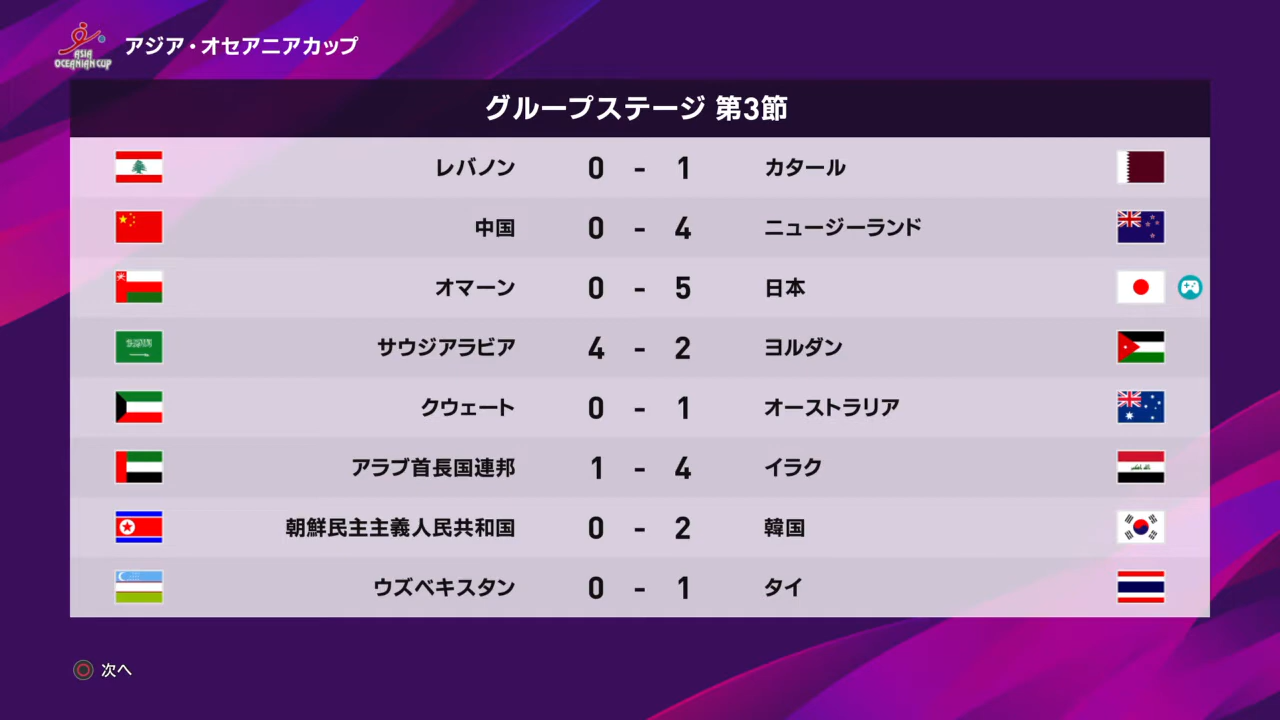 ASIA
OCEANIAN CUP
アジア・オセアニアカップ
グループステージ 第3節
レバノン 0 - 1 カタール
中国 0 - 4 ニュージーランド
オマーン 0 - 5 日本
サウジアラビア 4 - 2 ヨルダン
クウェート 0 - 1 オーストラリア
アラブ首長国連邦 1 - 4 イラク
朝鮮民主主義人民共和国 0 - 2 韓国
ウズベキスタン 0 - 1 タイ
次へ